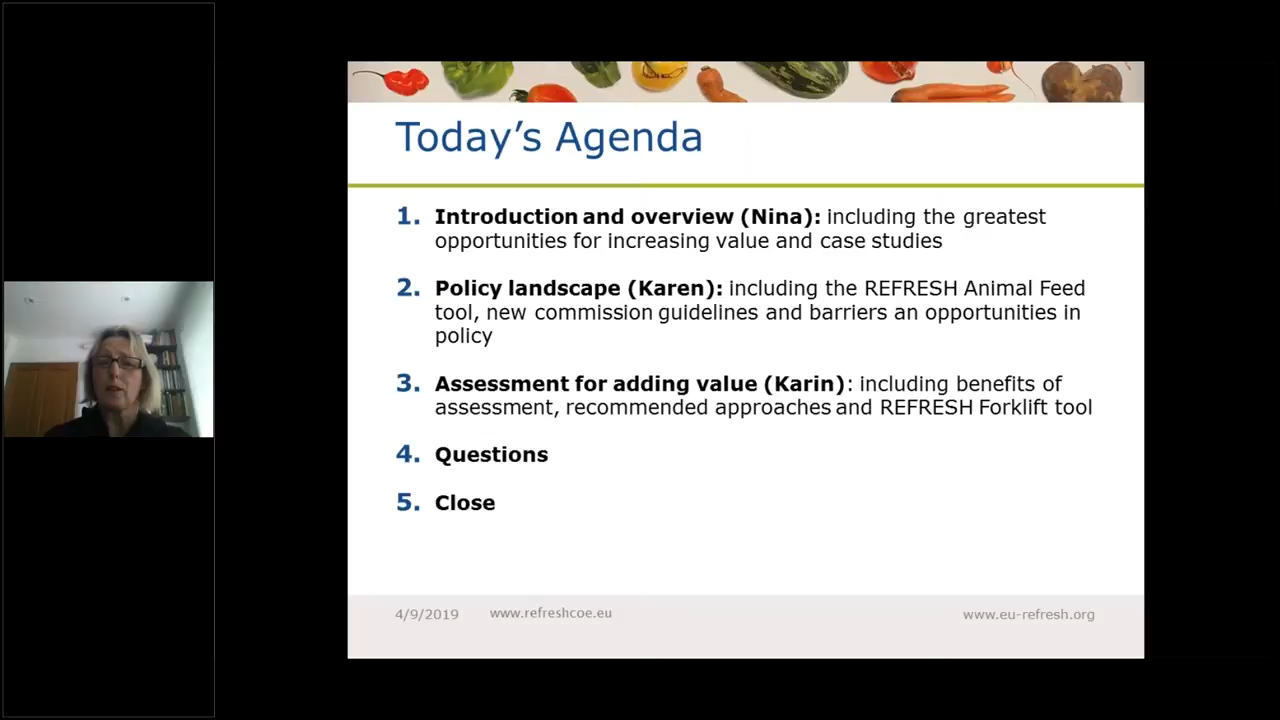 Today's Agenda
1. Introduction and overview (Nina): including the greatest
opportunities for increasing value and case studies
2. Policy landscape (Karen): including the REFRESH Animal Feed
tool, new commission guidelines and barriers an opportunities in
policy
3. Assessment for adding value (Karin): including benefits of
assessment, recommended approaches and REFRESH Forklift tool
4. Questions
5. Close
4/9/2019 www.refreshcoe.eu www.eu-refresh.org